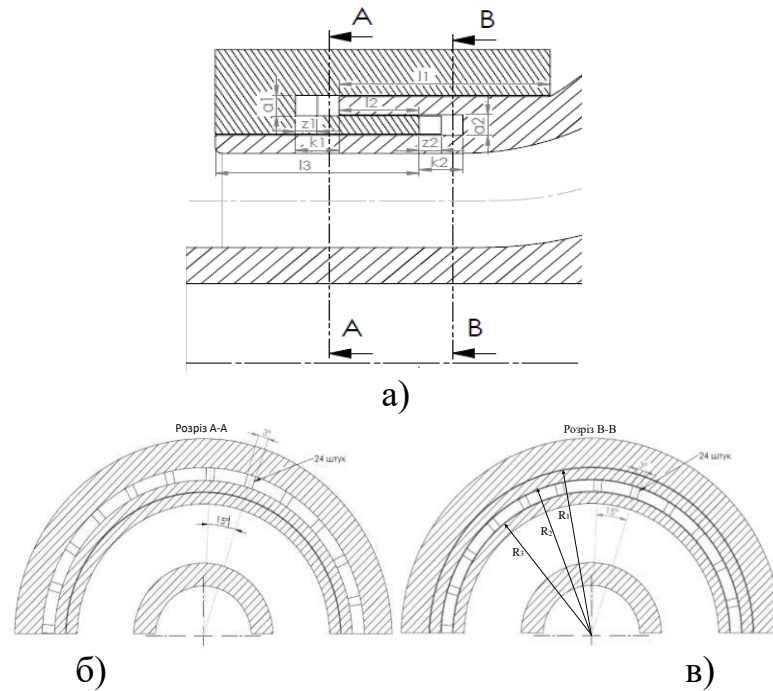 A
B
l1
l2
a1
a2
z1
z2
k1
k2
l3
A
B
а)
Розріз А-А
3°
24 штук
15°
Розріз В-В
3°
24 штук
15°
R₁
R₂
R₃
б)
в)